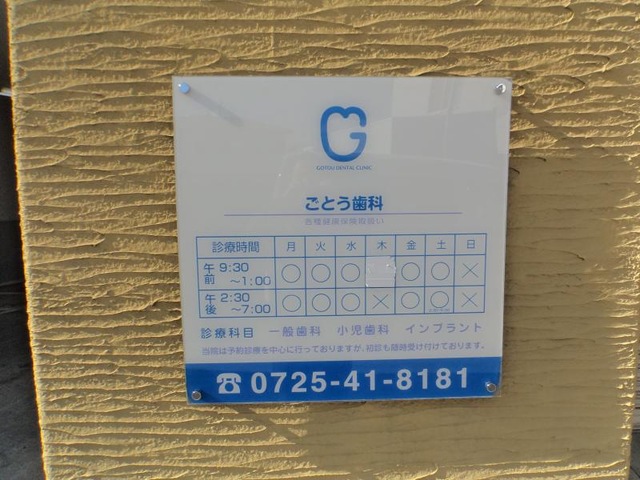 GOTOU DENTAL CLINIC
ごとう歯科
各種健康保険取扱い
診療時間 月 火 水 木 金 土 日
午前 9:30～1:00 ○ ○ ○ ○ ○ ×
午後 2:30～7:00 ○ ○ ○ × ○ ○ ×
診療科目 一般歯科 小児歯科 インプラント
当院は予約診療を中心に行っておりますが、初診も随時受け付けております。
☎ 0725-41-8181